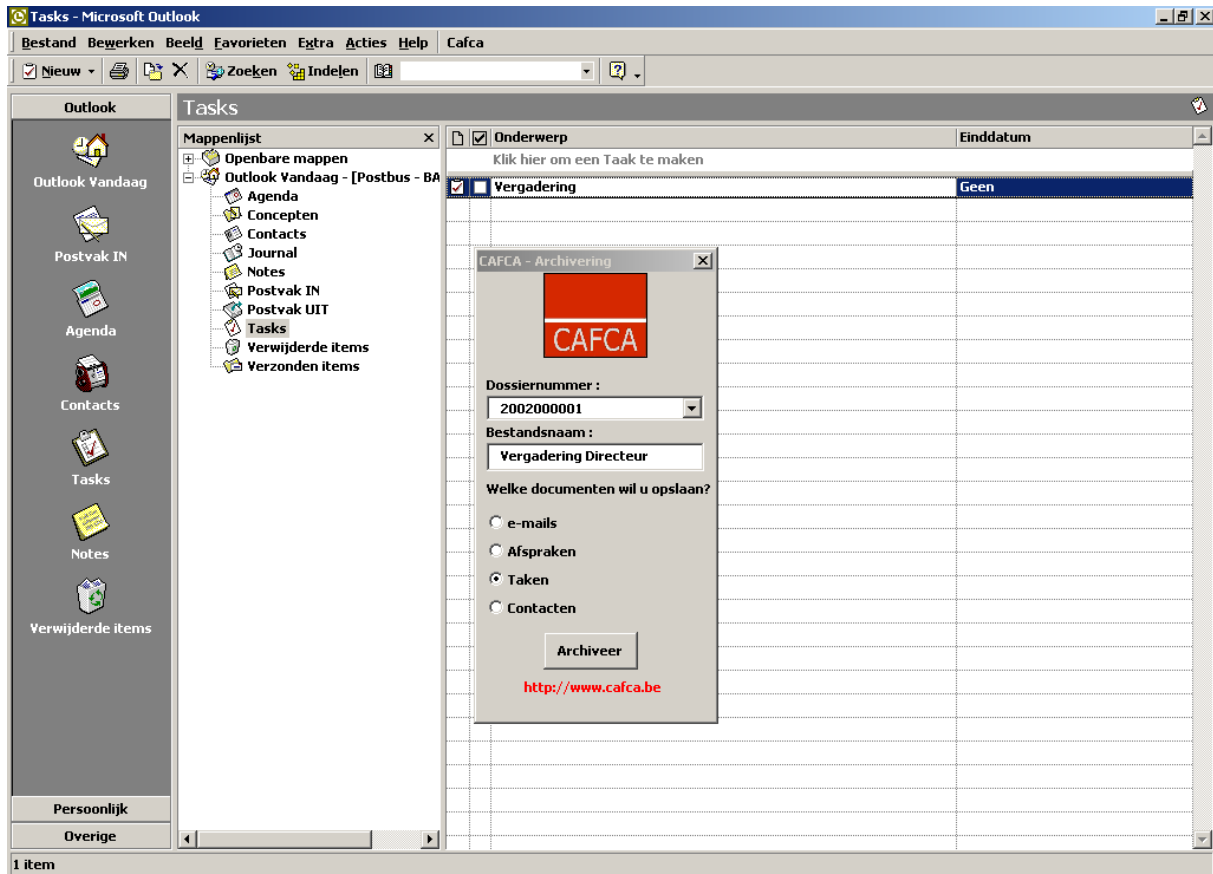 Tasks - Microsoft Outlook
Bestand Bewerken Beeld Favorieten Extra Acties Help Cafca
Nieuw Zoeken Indelen
Outlook
Outlook Vandaag
Postvak IN
Agenda
Contacts
Tasks
Notes
Verwijderde items
Persoonlijk
Overige
Tasks
Mappenlijst
Openbare mappen
Outlook Vandaag - [Postbus - BA
Agenda
Concepten
Contacts
Journal
Notes
Postvak IN
Postvak UIT
Tasks
Verwijderde items
Verzonden items
Onderwerp Einddatum
Klik hier om een Taak te maken
Vergadering Geen
CAFCA - Archivering
CAFCA
Dossiernummer :
2002000001
Bestandsnaam :
Vergadering Directeur
Welke documenten wil u opslaan?
e-mails
Afspraken
Taken
Contacten
Archiveer
http://www.cafca.be
1 item